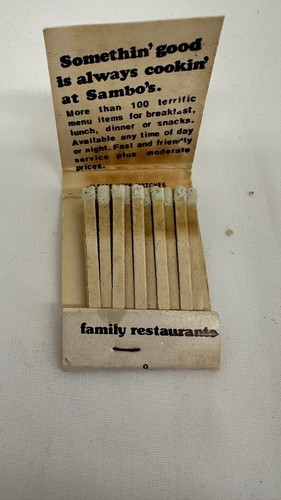 Somethin' good
is always cookin'
at Sambo's.
More than 100 terrific
menu items for breakfast,
lunch, dinner or snacks.
Available any time of day
or night. Fast and friendly
service plus moderate
prices.
MATCHES
family restaurants